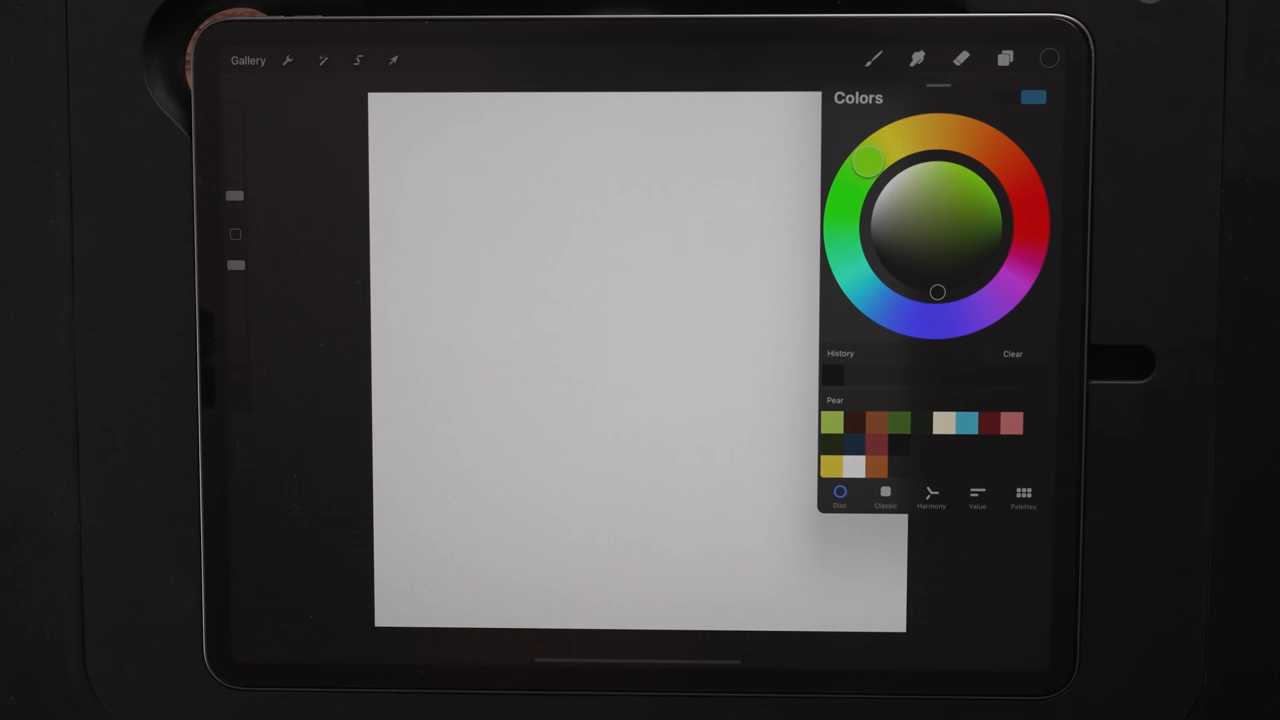 Gallery
Colors
History Clear
Pear
Disc Classic Harmony Value Palettes